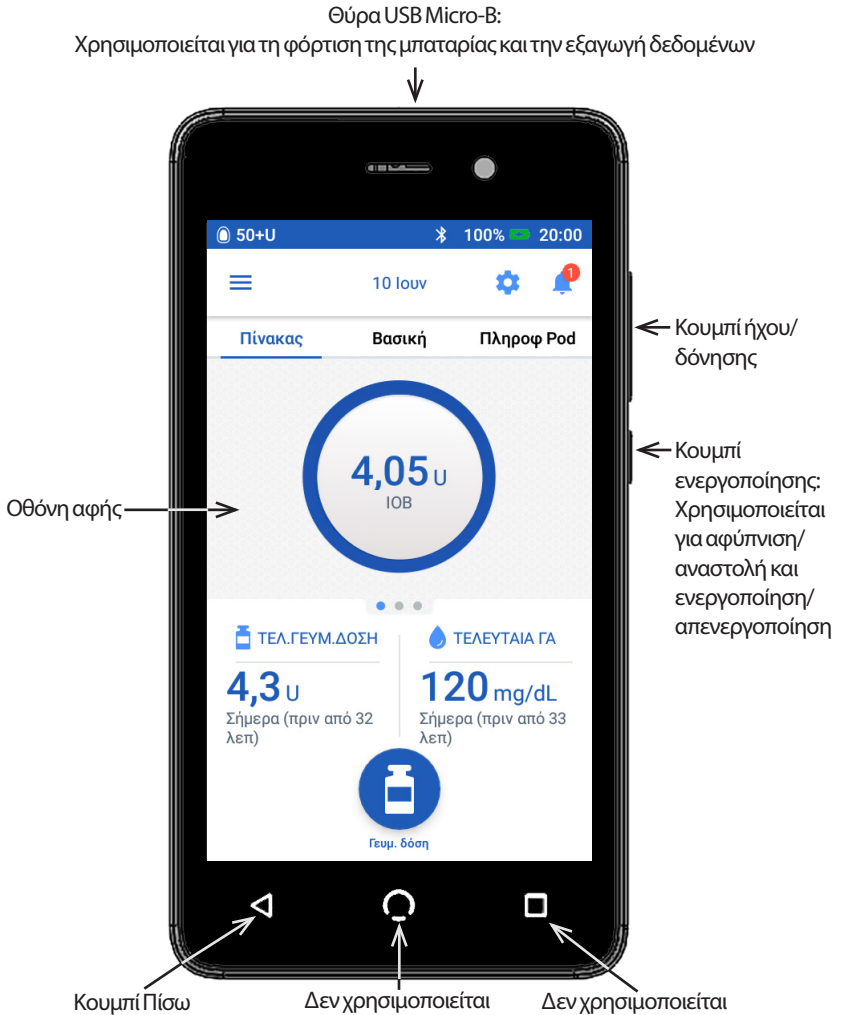 Θύρα USB Micro-B:
Χρησιμοποιείται για τη φόρτιση της μπαταρίας και την εξαγωγή δεδομένων
50+U 100% 20:00
10 Ιουν 1
Πίνακας Βασική Πληροφ Pod
Κουμπί ήχου/
δόνησης
4,05 U
IOB
Οθόνη αφής
Κουμπί
ενεργοποίησης:
Χρησιμοποιείται
για αφύπνιση/
αναστολή και
ενεργοποίηση/
απενεργοποίηση
ΤΕΛ.ΓΕΥΜ.ΔΟΣΗ
4,3 U
Σήμερα (πριν από 32
λεπ)
ΤΕΛΕΥΤΑΙΑ ΓΑ
120 mg/dL
Σήμερα (πριν από 33
λεπ)
Γευμ. δόση
Κουμπί Πίσω
Δεν χρησιμοποιείται
Δεν χρησιμοποιείται